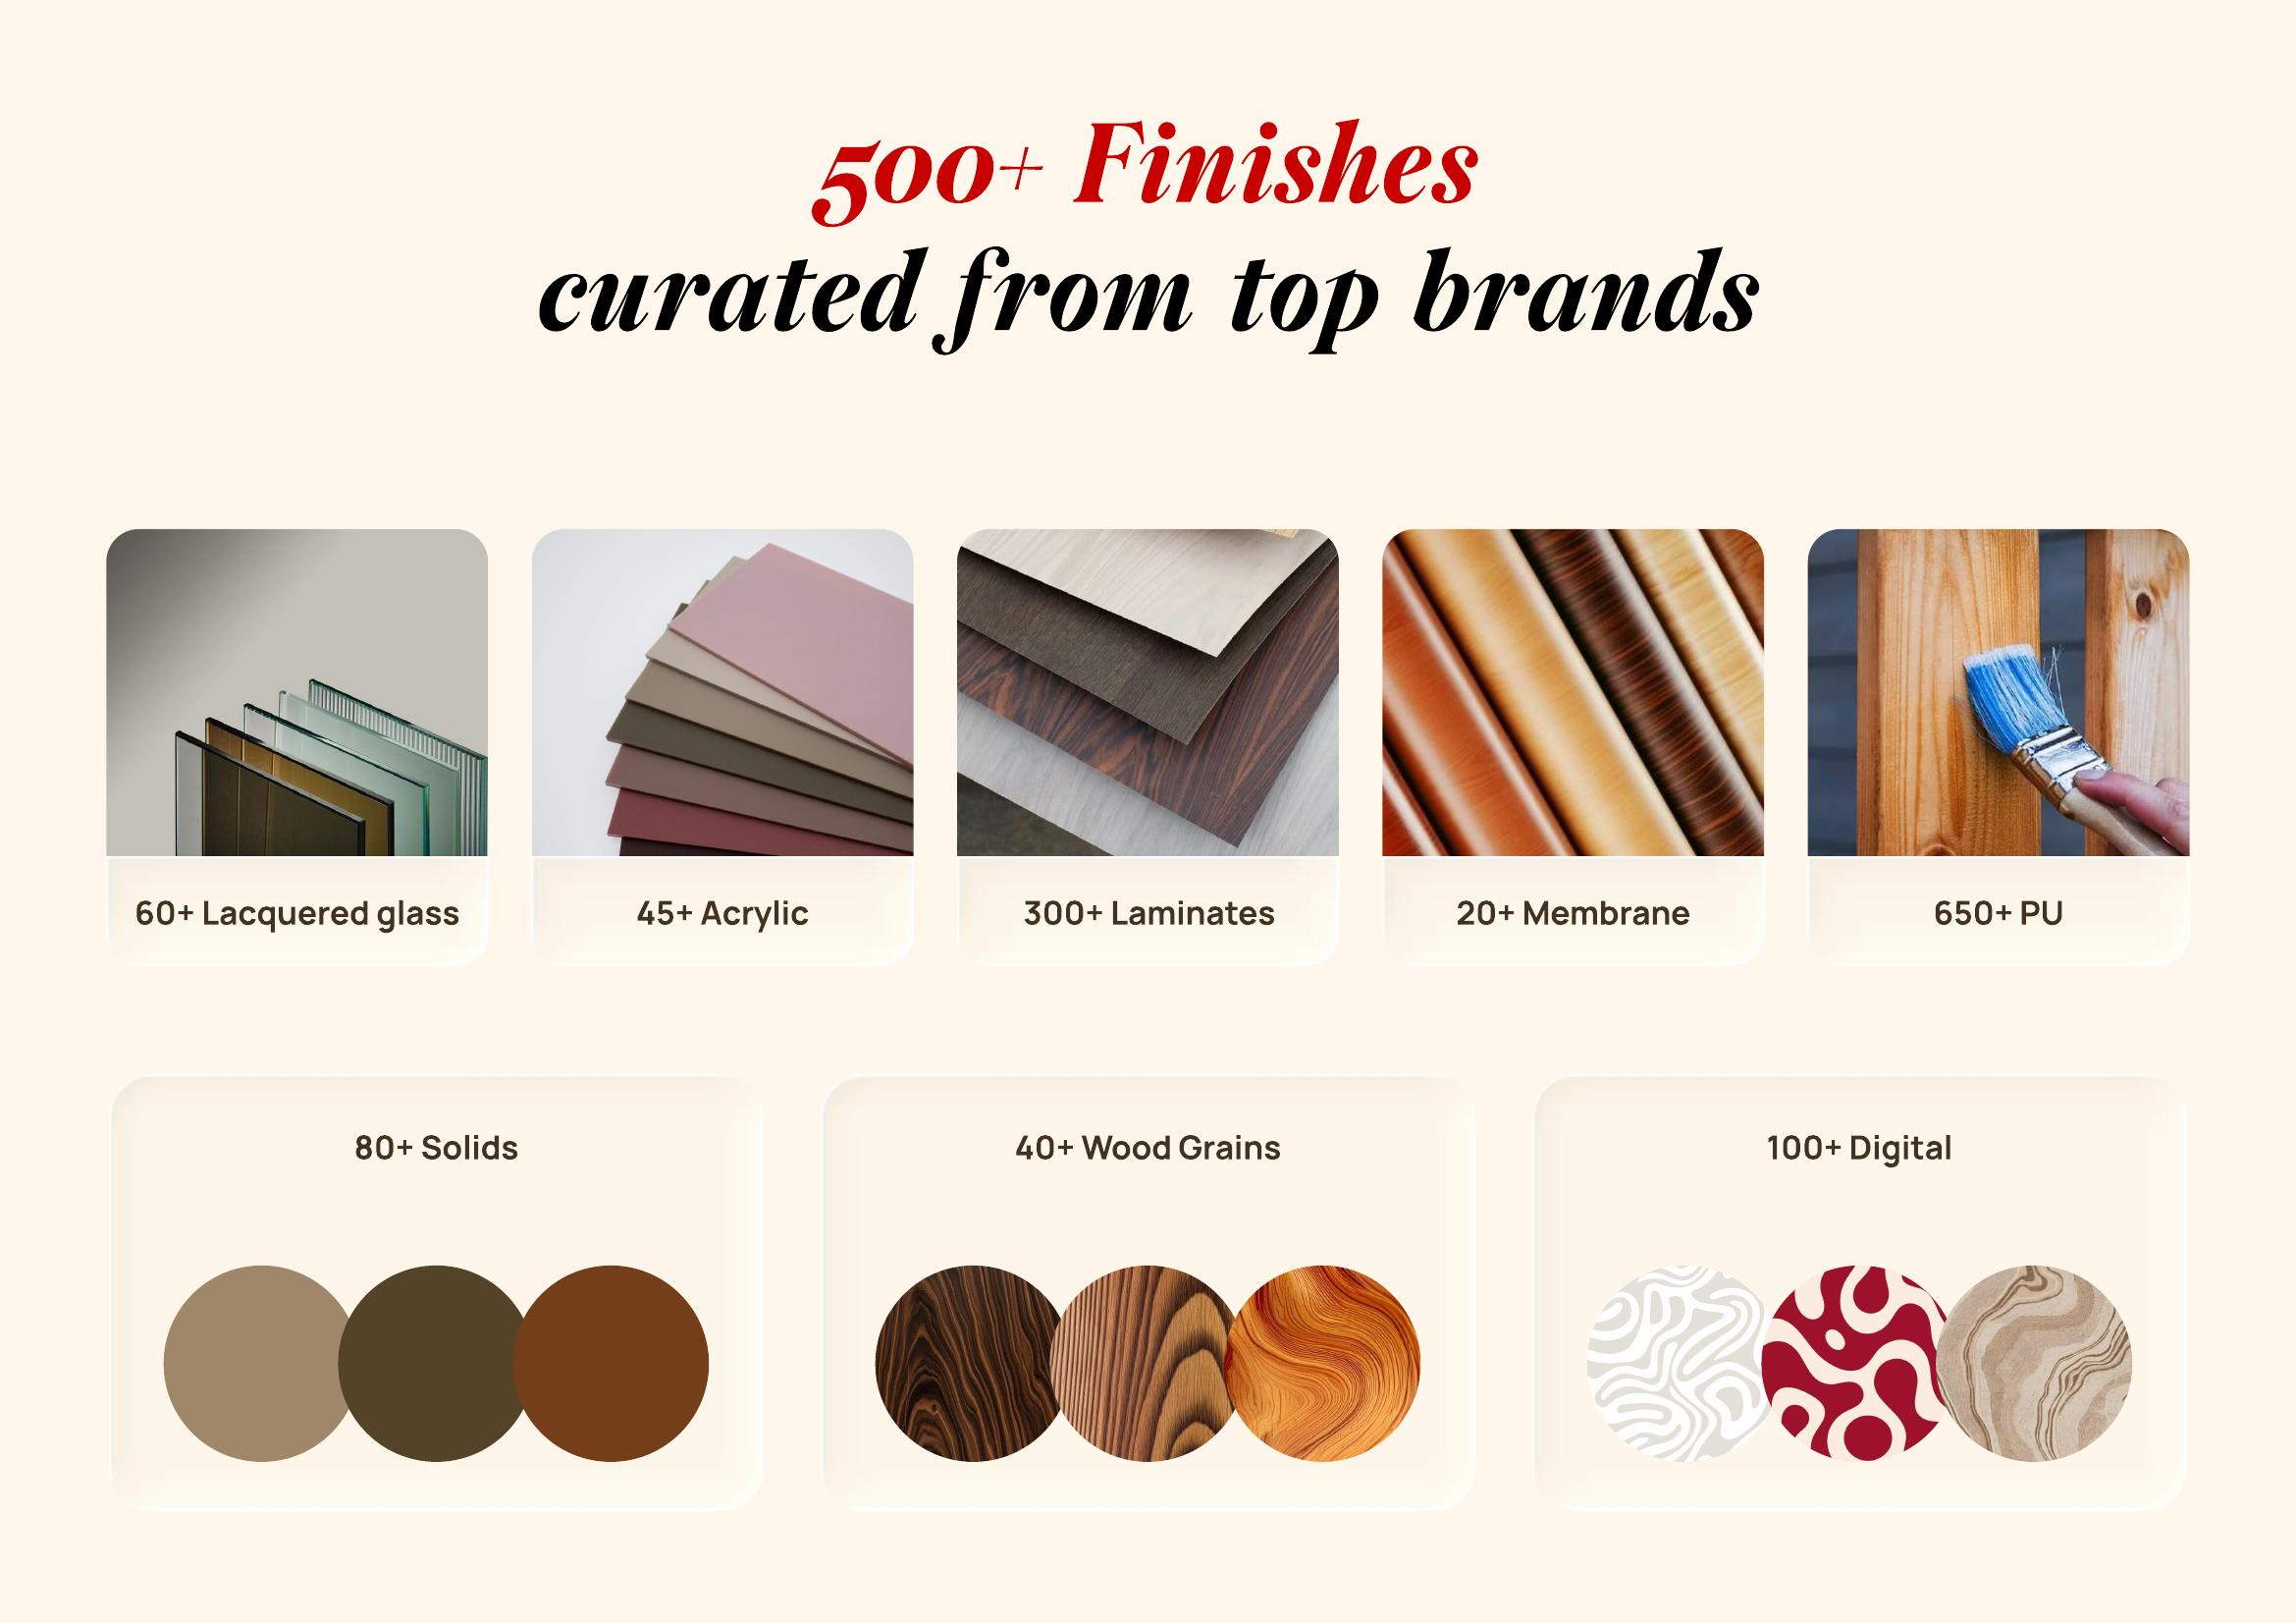 500+ Finishes
curated from top brands
60+ Lacquered glass
45+ Acrylic
300+ Laminates
20+ Membrane
650+ PU
80+ Solids
40+ Wood Grains
100+ Digital